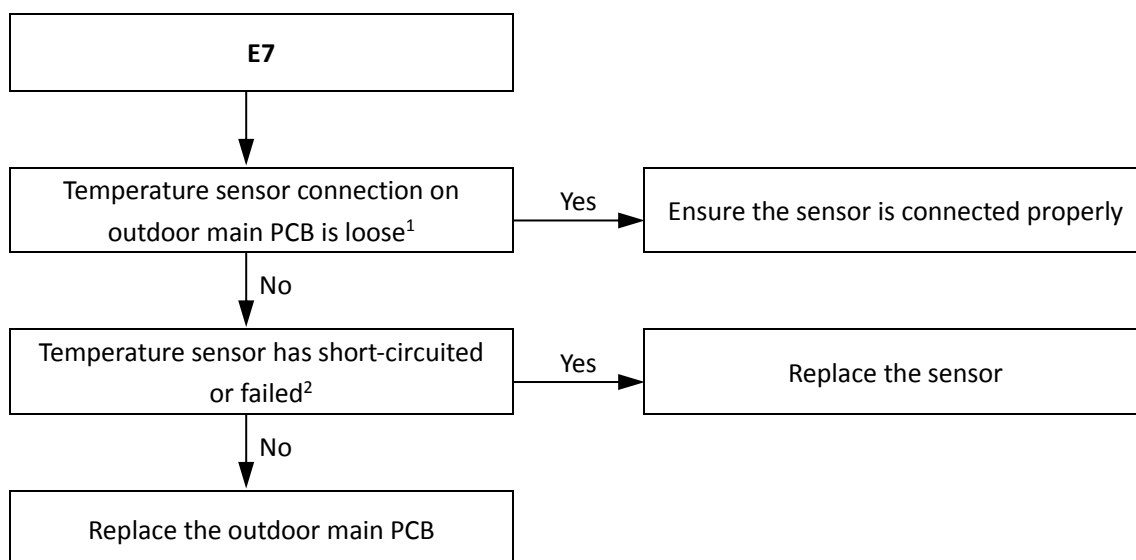 E7
Temperature sensor connection on
outdoor main PCB is loose¹
Yes
Ensure the sensor is connected properly
No
Temperature sensor has short-circuited
or failed²
Yes
Replace the sensor
No
Replace the outdoor main PCB